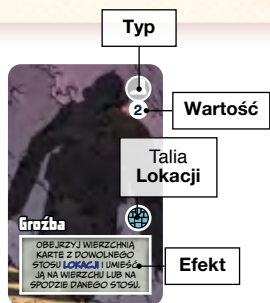 Typ
2
Wartość
Talia
Lokacji
Groźba
OBEJRZYJ WIERZCHNIĄ
KARTĘ Z DOWOLNEGO
STOSU LOKACJI I UMIEŚĆ
JĄ NA WIERZCHU LUB NA
SPODZIE DANEGO STOSU.
Efekt